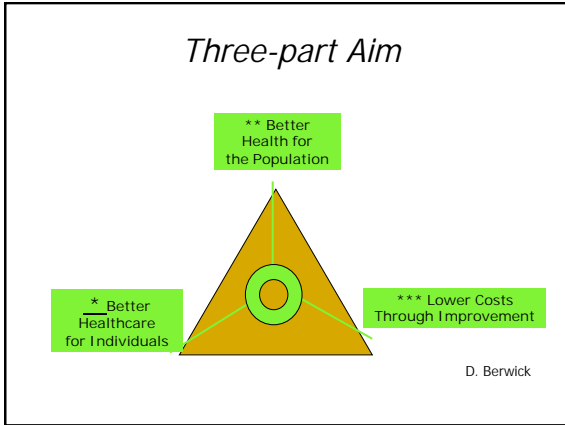 Three-part Aim
** Better
Health for
the Population
* Better
Healthcare
for Individuals
*** Lower Costs
Through Improvement
D. Berwick